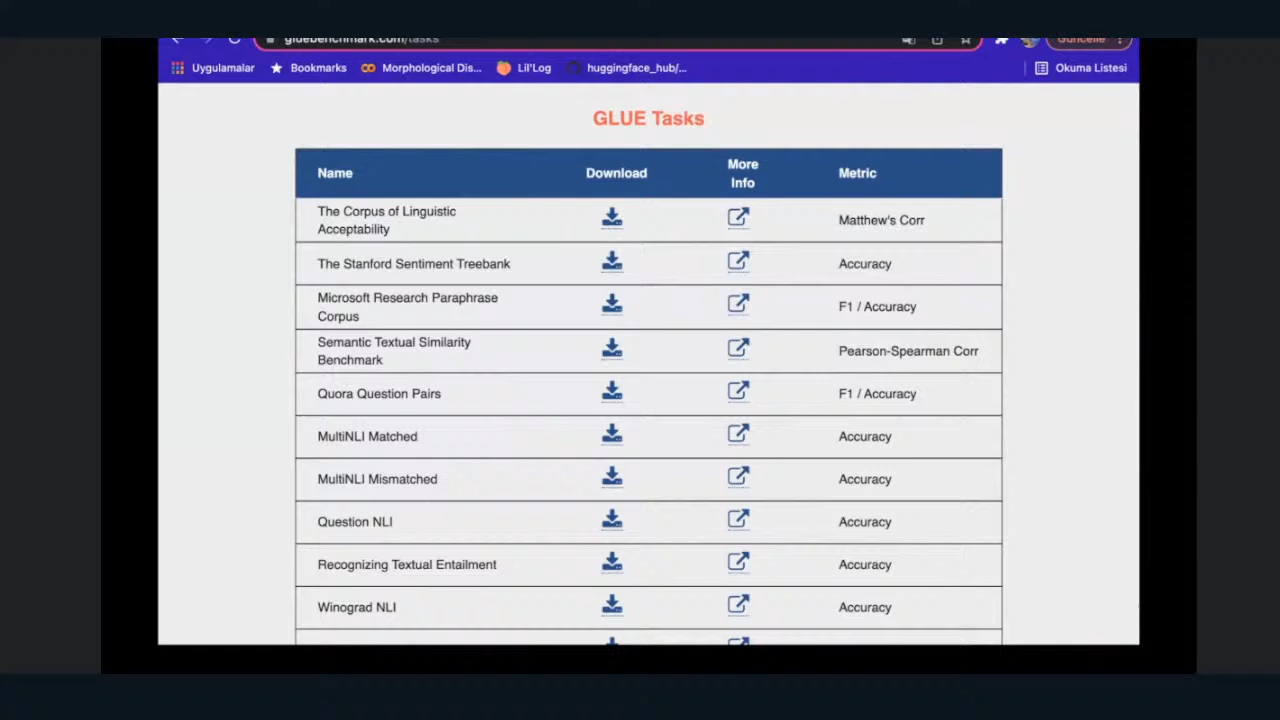 gluebenchmark.com/tasks
Güncelle
Uygulamalar Bookmarks Morphological Dis... Lil'Log huggingface_hub/... Okuma Listesi
GLUE Tasks
Name Download More Info Metric
The Corpus of Linguistic
Acceptability
Matthew's Corr
The Stanford Sentiment Treebank Accuracy
Microsoft Research Paraphrase
Corpus
F1 / Accuracy
Semantic Textual Similarity
Benchmark
Pearson-Spearman Corr
Quora Question Pairs F1 / Accuracy
MultiNLI Matched Accuracy
MultiNLI Mismatched Accuracy
Question NLI Accuracy
Recognizing Textual Entailment Accuracy
Winograd NLI Accuracy